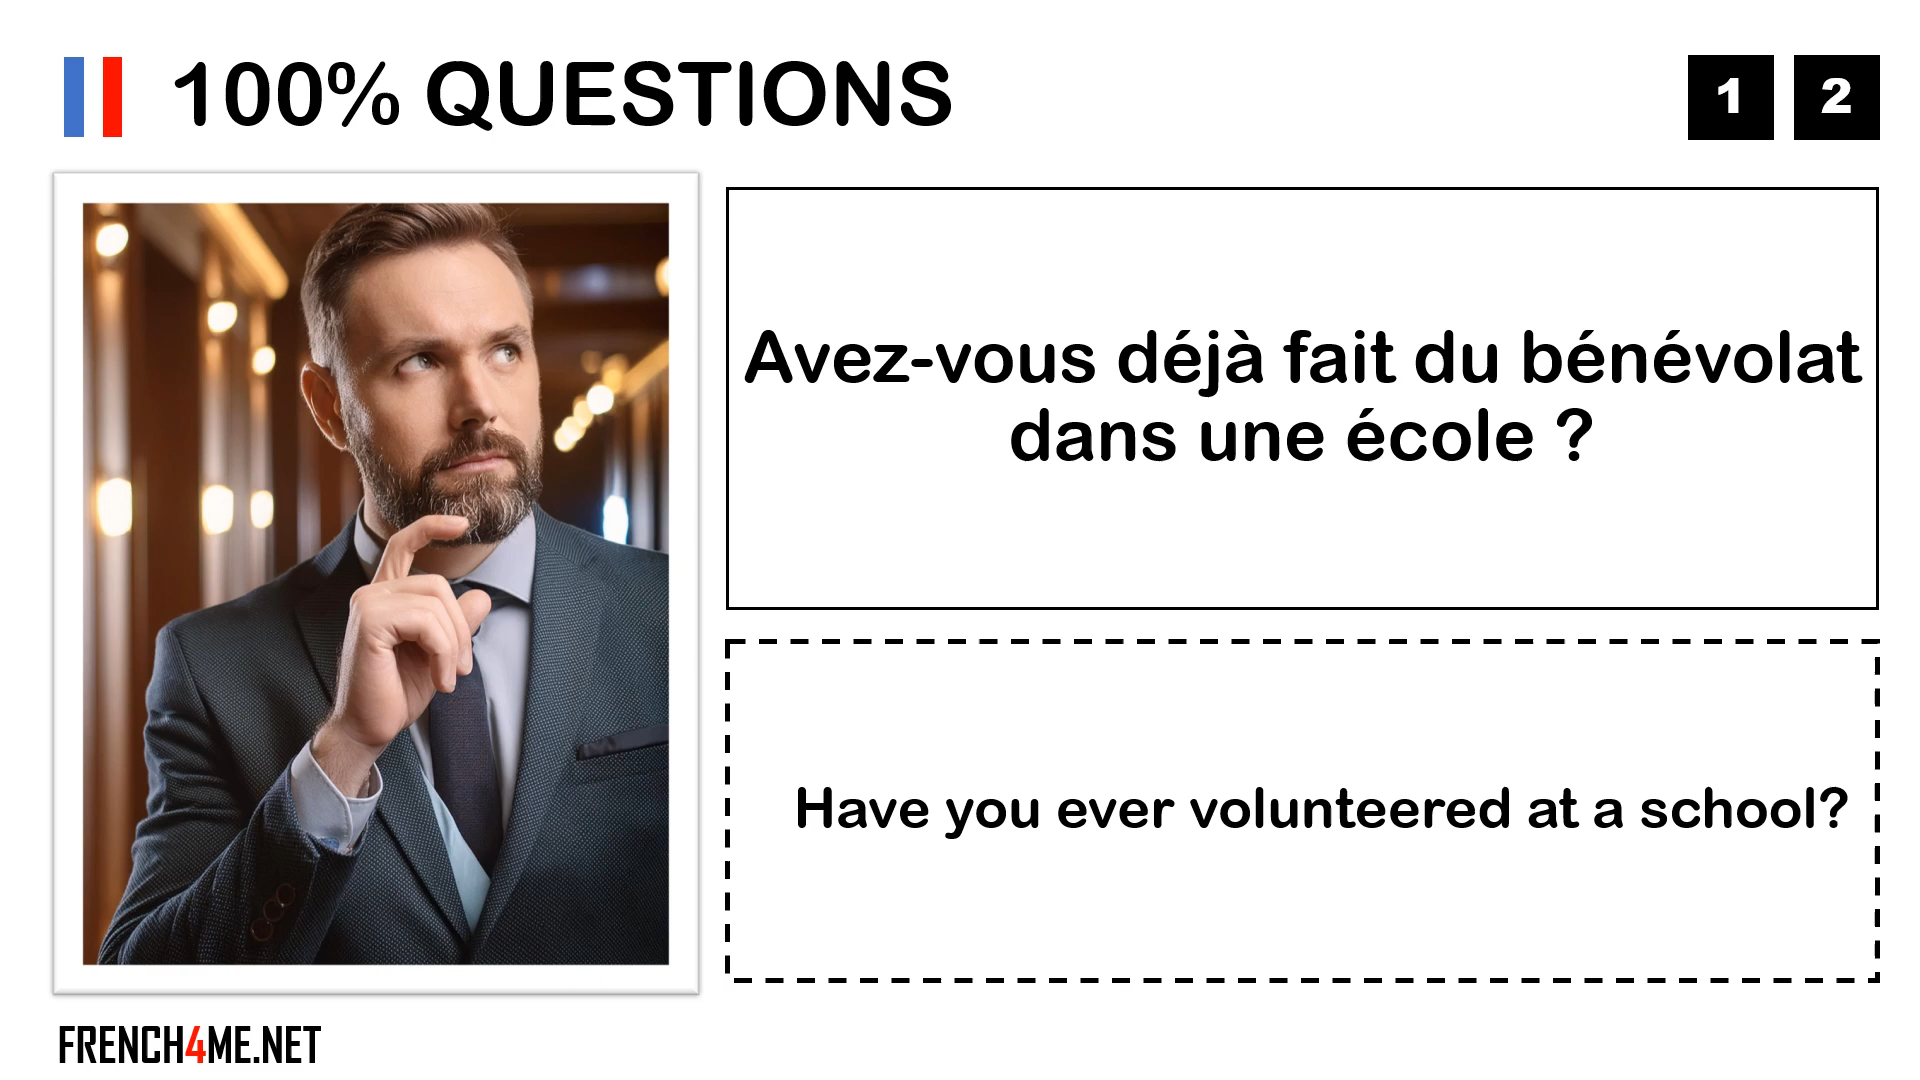 100% QUESTIONS
1 2
Avez-vous déjà fait du bénévolat
dans une école ?
Have you ever volunteered at a school?
FRENCH4ME.NET